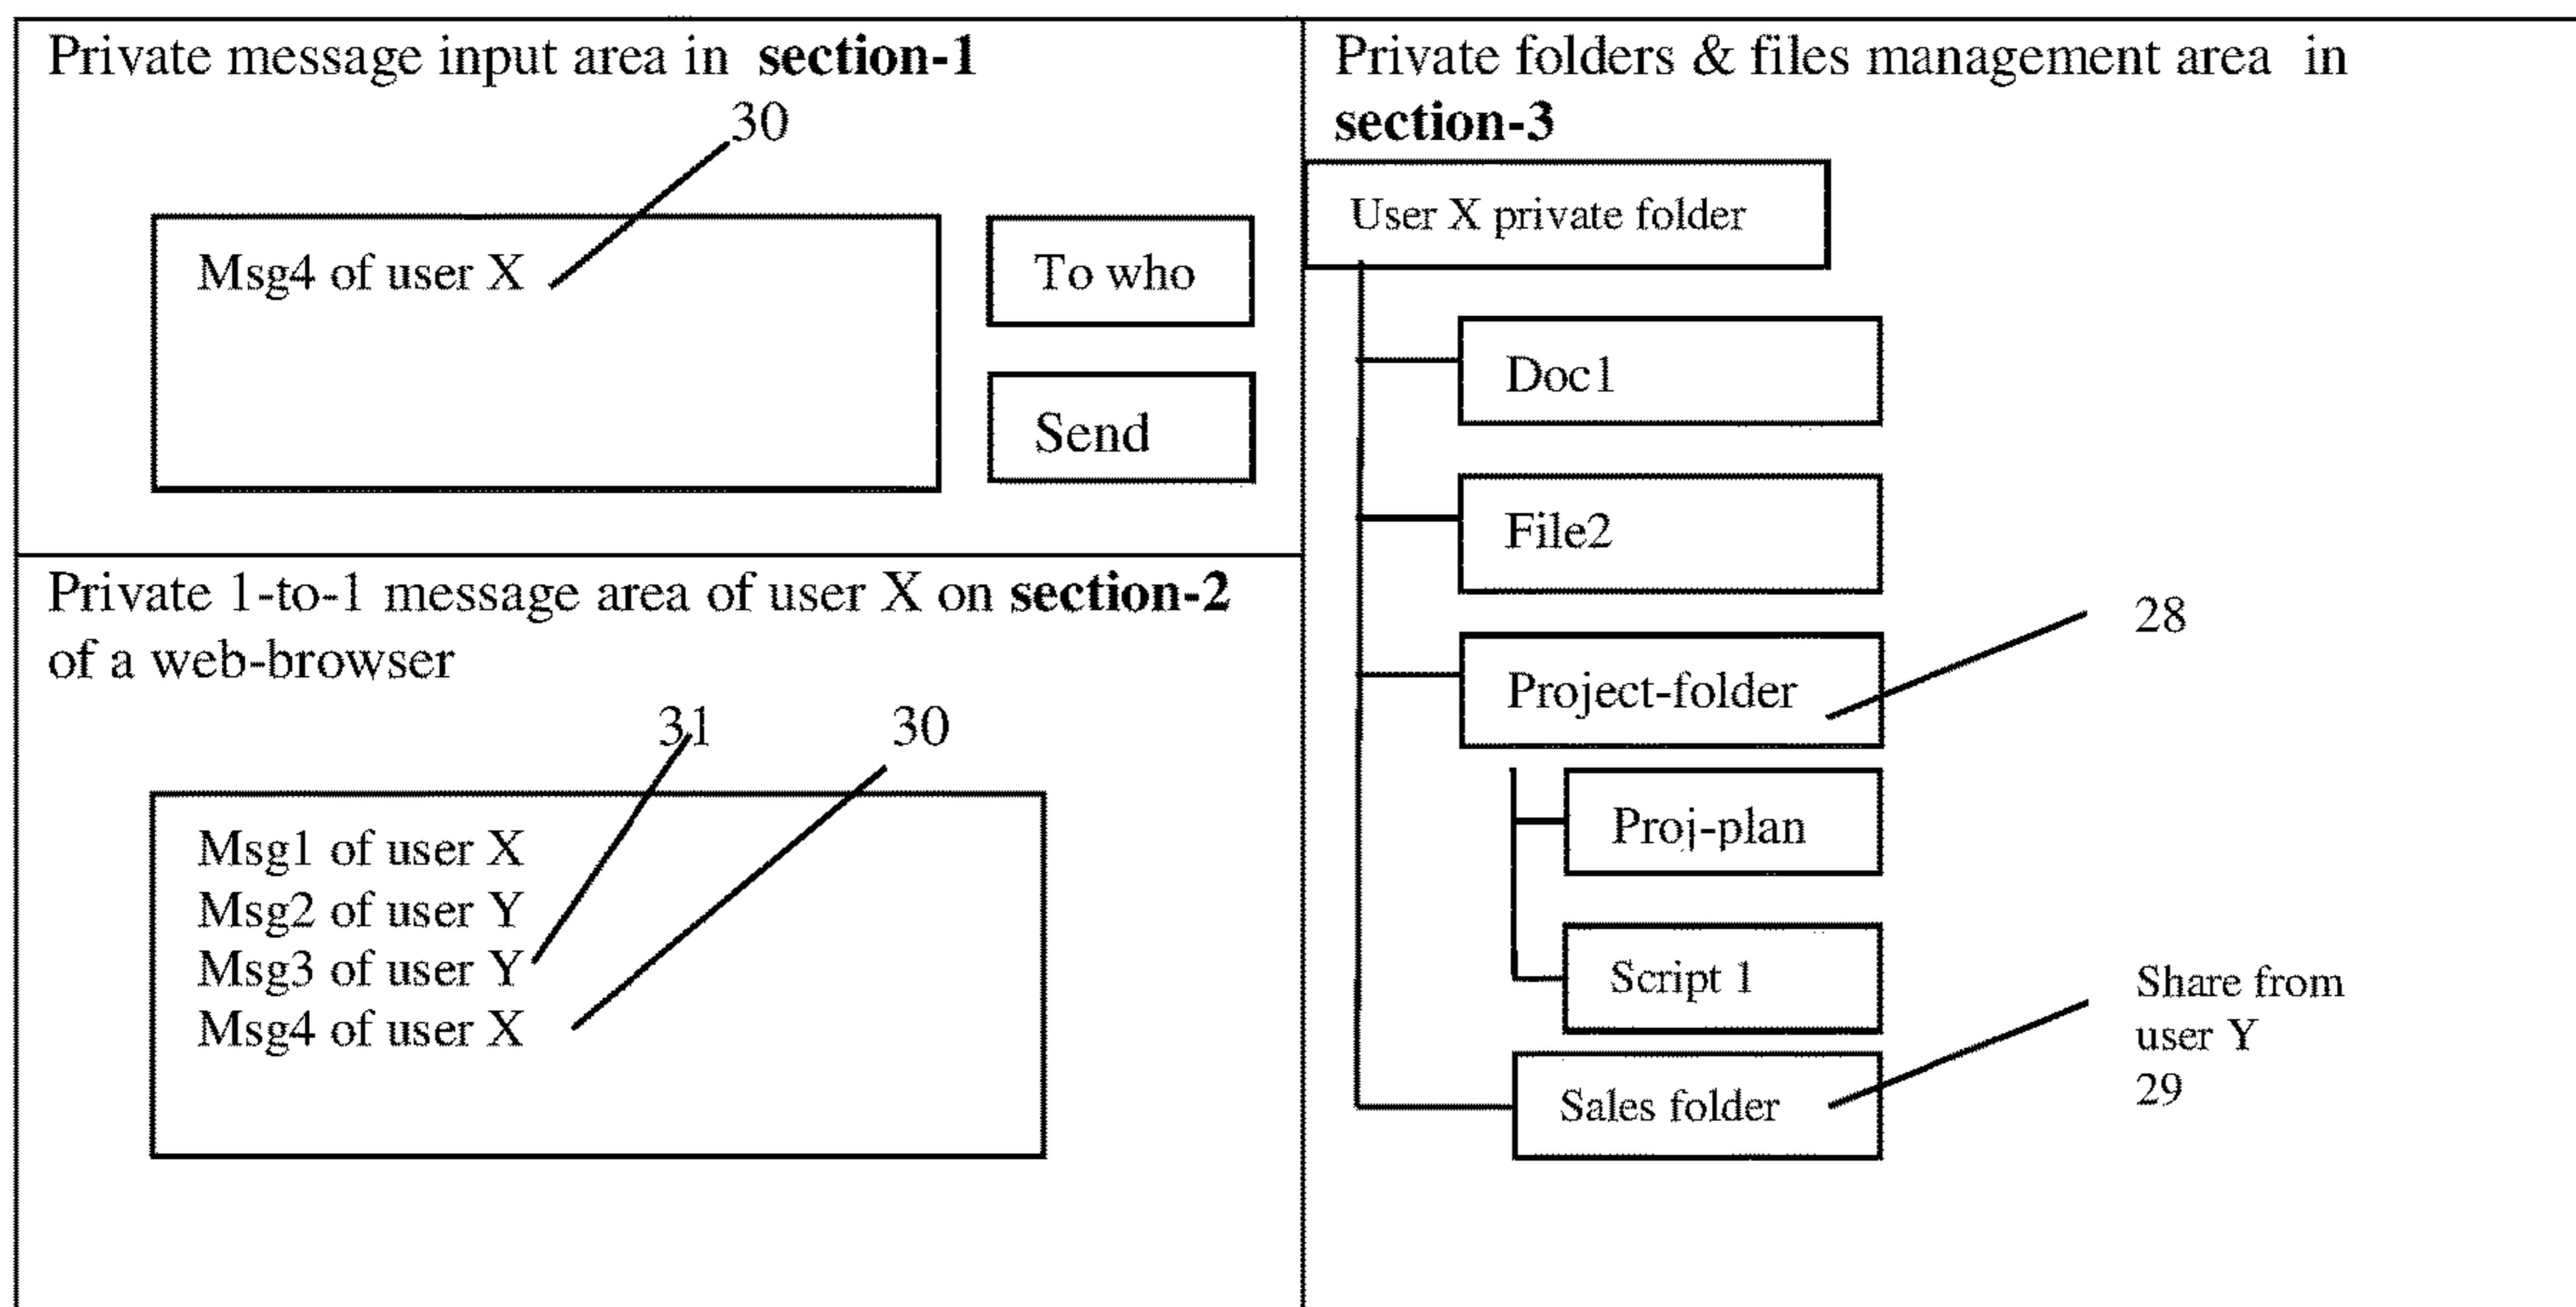 Private message input area in section-1
30
Msg4 of user X
To who
Send
Private 1-to-1 message area of user X on section-2
of a web-browser
31
30
Msg1 of user X
Msg2 of user Y
Msg3 of user Y
Msg4 of user X
Private folders & files management area in
section-3
User X private folder
Doc1
File2
28
Project-folder
Proj-plan
Script 1
Share from
user Y
29
Sales folder